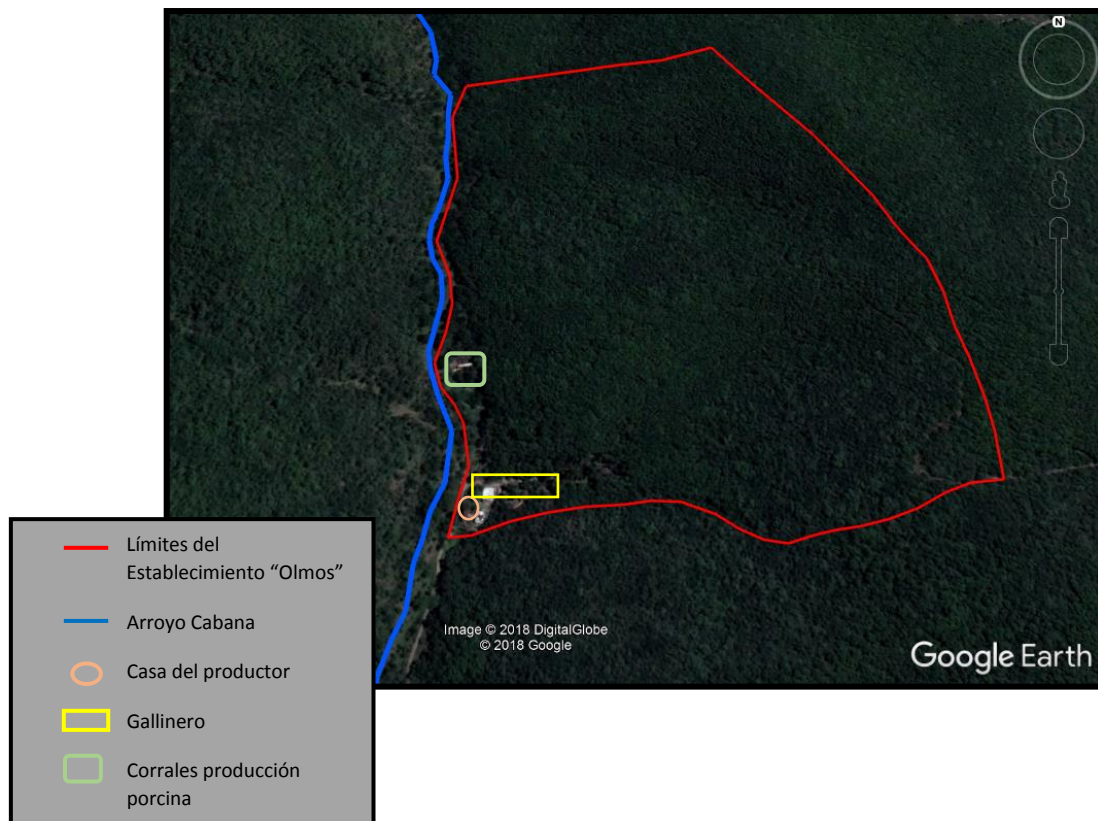 N
Image © 2018 DigitalGlobe
© 2018 Google
Google Earth
Límites del
Establecimiento “Olmos”
Arroyo Cabana
Casa del productor
Gallinero
Corrales producción
porcina